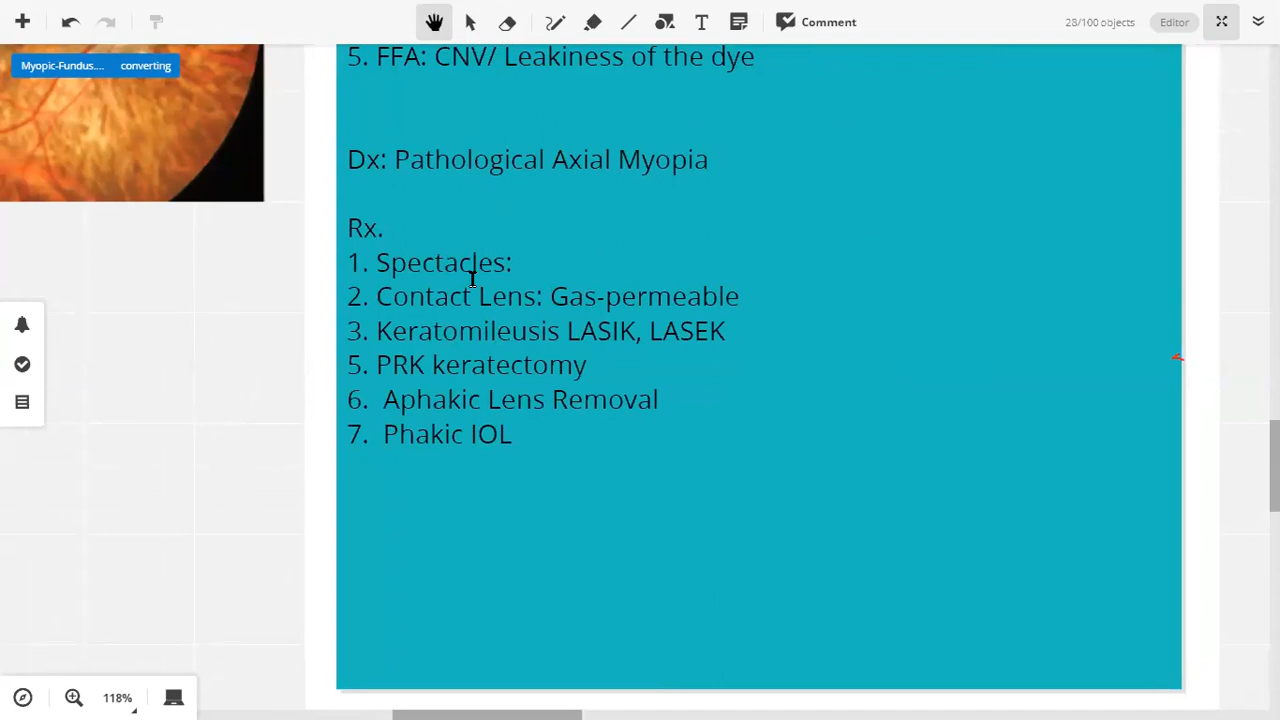 Comment
28/100 objects
Editor
Myopic-Fundus.... converting
5. FFA: CNV/ Leakiness of the dye
Dx: Pathological Axial Myopia
Rx.
1. Spectacles:
2. Contact Lens: Gas-permeable
3. Keratomileusis LASIK, LASEK
5. PRK keratectomy
6. Aphakic Lens Removal
7. Phakic IOL
118%